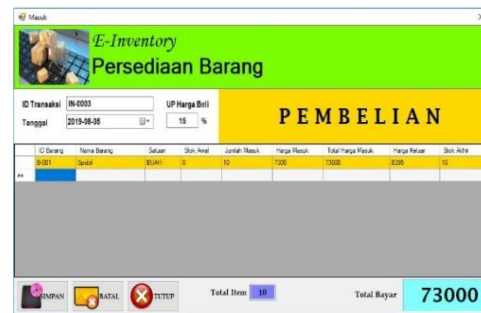 Masuk
E-Inventory
Persediaan Barang
ID Transaksi IN-0003 UP Harga Beli
Tanggal 2019-08-05 15 %
PEMBELIAN
ID Barang Nama Barang Satuan Stok Awal Jumlah Masuk Harga Masuk Total Harga Masuk Harga Keluar Stok Akhir
B-001 Spidol BUAH 0 10 7300 73000 8395 10
SIMPAN BATAL TUTUP Total Item 10 Total Bayar 73000